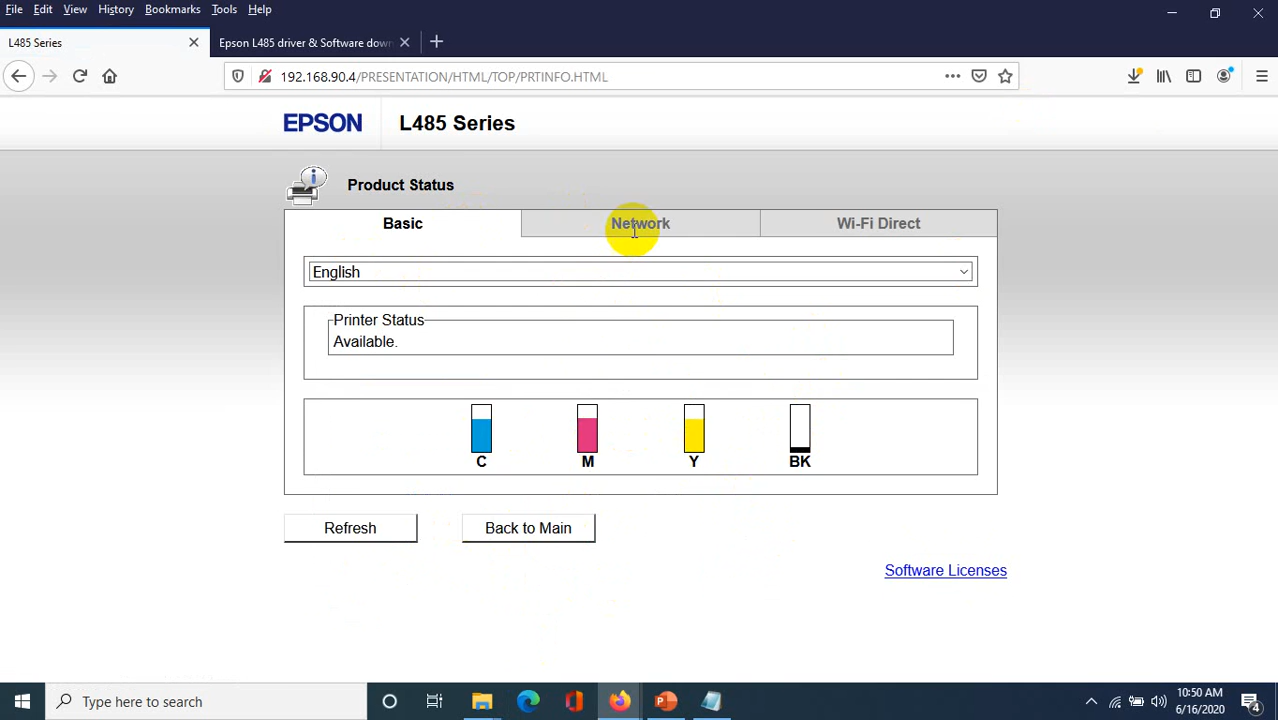 File Edit View History Bookmarks Tools Help
L485 Series
Epson L485 driver & Software dow
192.168.90.4/PRESENTATION/HTML/TOP/PRTINFO.HTML
EPSON L485 Series
Product Status
Basic Network Wi-Fi Direct
English
Printer Status
Available.
C M Y BK
Refresh Back to Main
Software Licenses
Type here to search
10:50 AM
6/16/2020
4